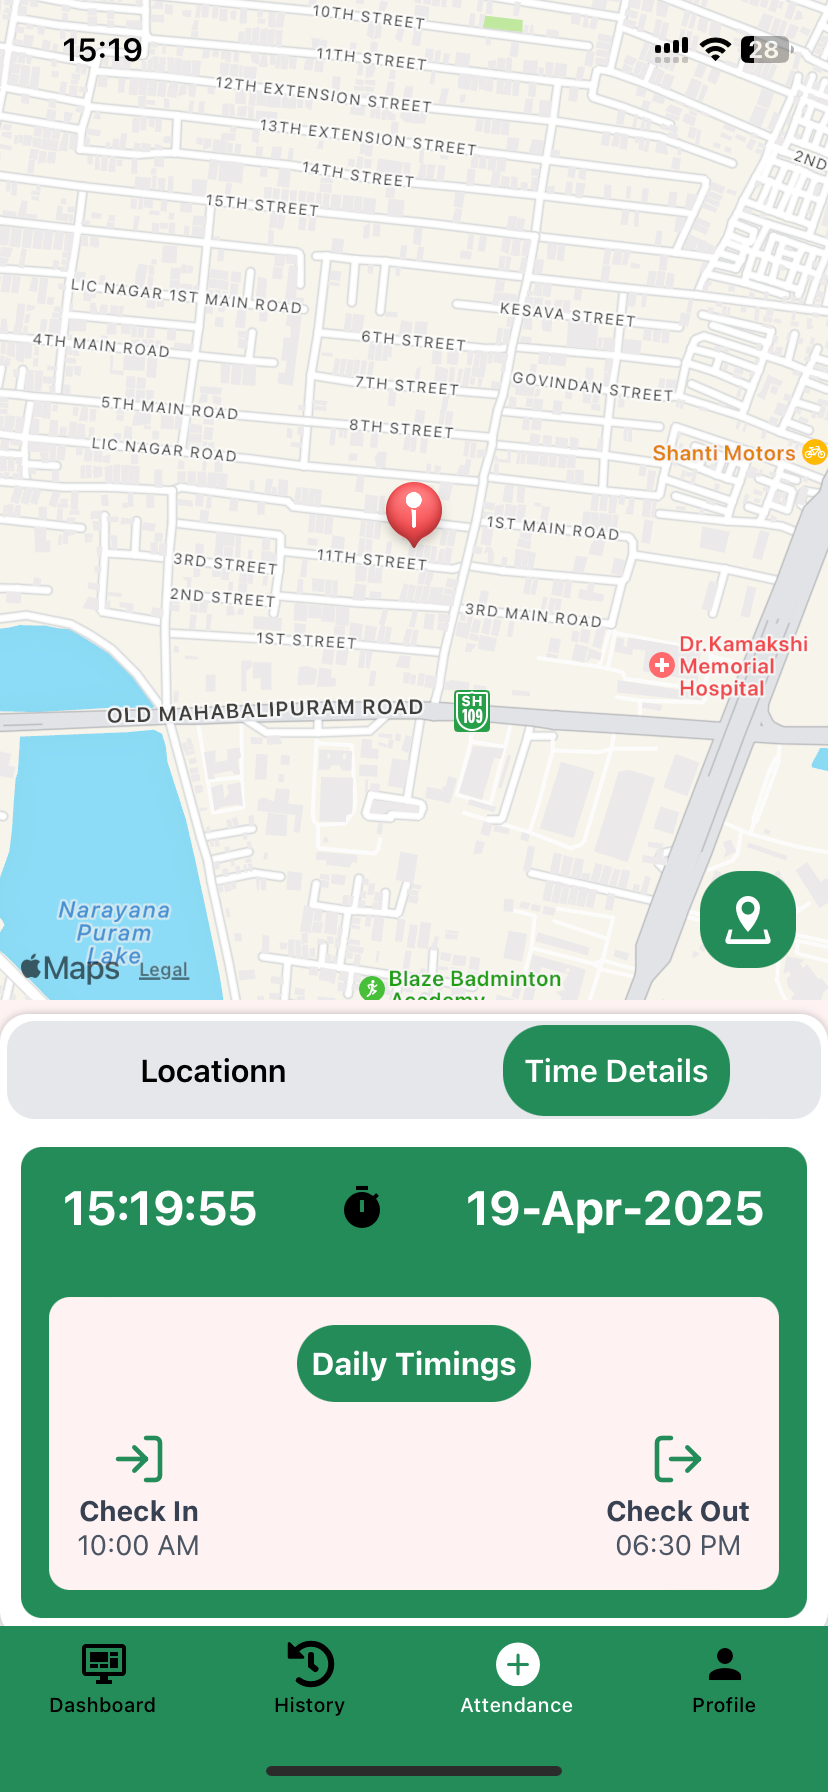 10TH STREET
15:19
28
11TH STREET
12TH EXTENSION STREET
13TH EXTENSION STREET
2ND
14TH STREET
15TH STREET
LIC NAGAR 1ST MAIN ROAD
KESAVA STREET
4TH MAIN ROAD
6TH STREET
7TH STREET
GOVINDAN STREET
5TH MAIN ROAD
8TH STREET
LIC NAGAR ROAD
Shanti Motors
1ST MAIN ROAD
3RD STREET
11TH STREET
2ND STREET
3RD MAIN ROAD
1ST STREET
Dr.Kamakshi
Memorial
Hospital
OLD MAHABALIPURAM ROAD
SH
109
Narayana
Puram
Lake
Maps
Legal
Blaze Badminton
Academy
Locationn
Time Details
15:19:55
19-Apr-2025
Daily Timings
Check In
Check Out
10:00 AM
06:30 PM
Dashboard
History
Attendance
Profile